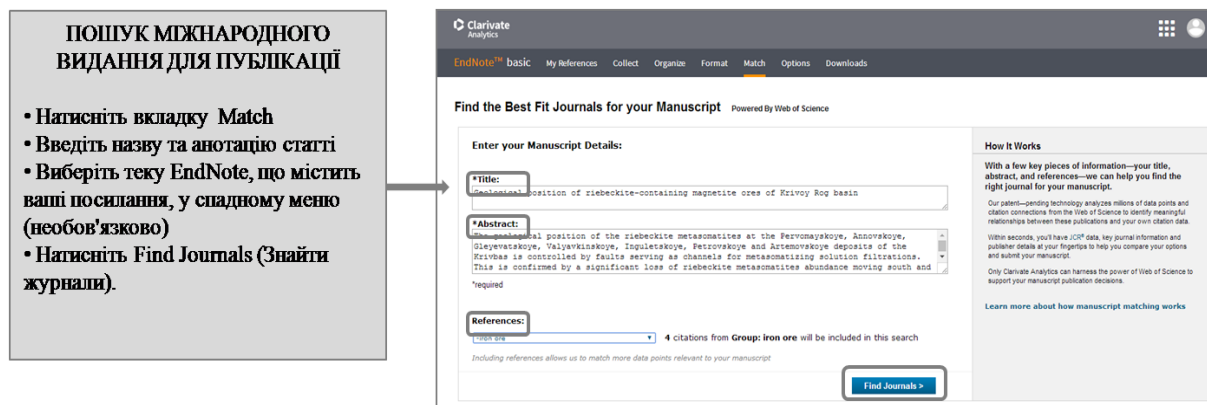 ПОШУК МІЖНАРОДНОГО
ВИДАННЯ ДЛЯ ПУБЛІКАЦІЇ
• Натисніть вкладку Match
• Введіть назву та анотацію статті
• Виберіть теку EndNote, що містить
ваші посилання, у спадному меню
(необов'язково)
• Натисніть Find Journals (Знайти
журнали).
Clarivate
Analytics
EndNote™ basic My References Collect Organize Format Match Options Downloads
Find the Best Fit Journals for your Manuscript Powered By Web of Science
Enter your Manuscript Details:
*Title:
Geological position of riebeckite-containing magnetite ores of Krivoy Rog basin
*Abstract:
The geological position of the riebeckite metasomatites at the Pervomayskoye, Annovskoye,
Gleyevatskoye, Valyavkinskoye, Inguletskoye, Petrovskoye and Artemovskoye deposits of the
Krivbas is controlled by faults serving as channels for metasomatizing solution filtrations.
This is confirmed by a significant loss of riebeckite metasomatites abundance moving south and
*required
References:
iron ore 4 citations from Group: iron ore will be included in this search
Including references allows us to match more data points relevant to your manuscript
Find Journals >
How It Works
With a few key pieces of information—your title,
abstract, and references—we can help you find the
right journal for your manuscript.
Our patent—pending technology analyzes millions of data points and
citation connections from the Web of Science to identify meaningful
relationships between these publications and your own citation data.
Within seconds, you'll have JCR® data, key journal information and
publisher details at your fingertips to help you compare your options
and submit your manuscript.
Only Clarivate Analytics can harness the power of Web of Science to
support your manuscript publication decisions.
Learn more about how manuscript matching works